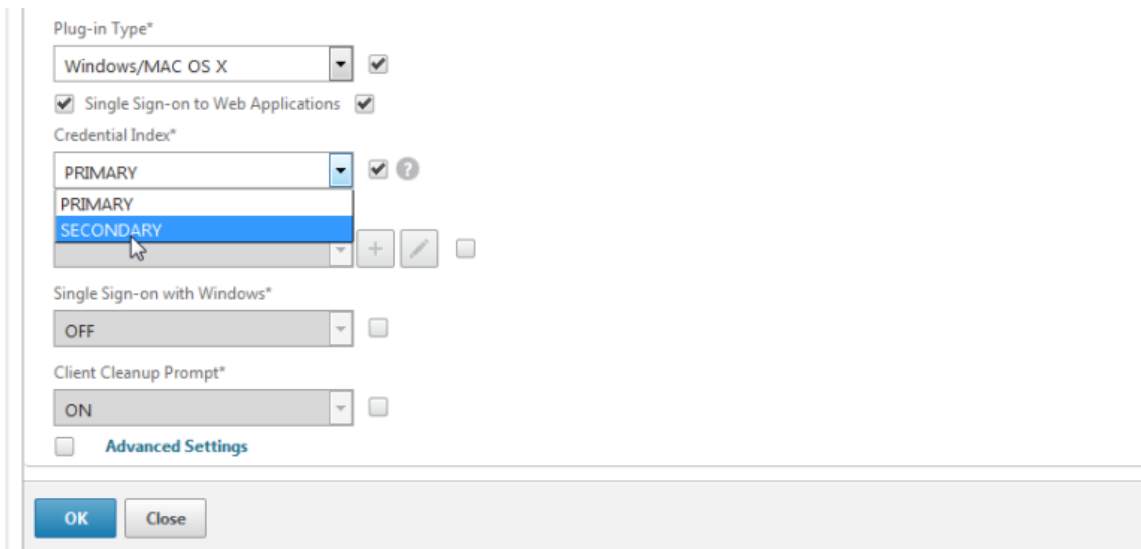 Plug-in Type*
Windows/MAC OS X
Single Sign-on to Web Applications
Credential Index*
PRIMARY
?
PRIMARY
SECONDARY
+
Single Sign-on with Windows*
OFF
Client Cleanup Prompt*
ON
Advanced Settings
OK Close